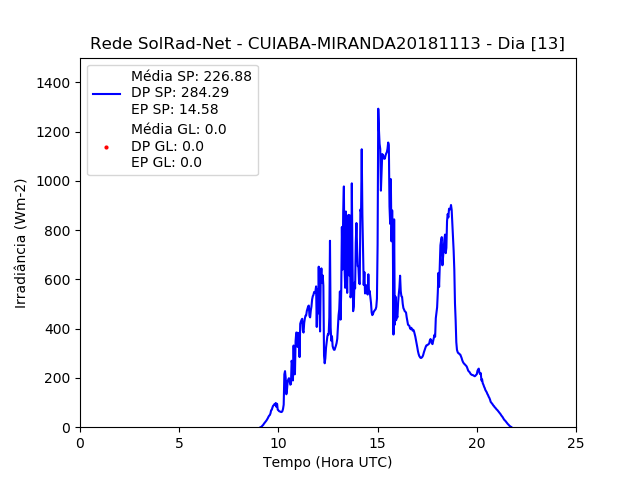 Rede SolRad-Net - CUIABA-MIRANDA20181113 - Dia [13]
Média SP: 226.88
DP SP: 284.29
EP SP: 14.58
Média GL: 0.0
DP GL: 0.0
EP GL: 0.0
Irradiância (Wm-2)
1400
1200
1000
800
600
400
200
0
0 5 10 15 20 25
Tempo (Hora UTC)